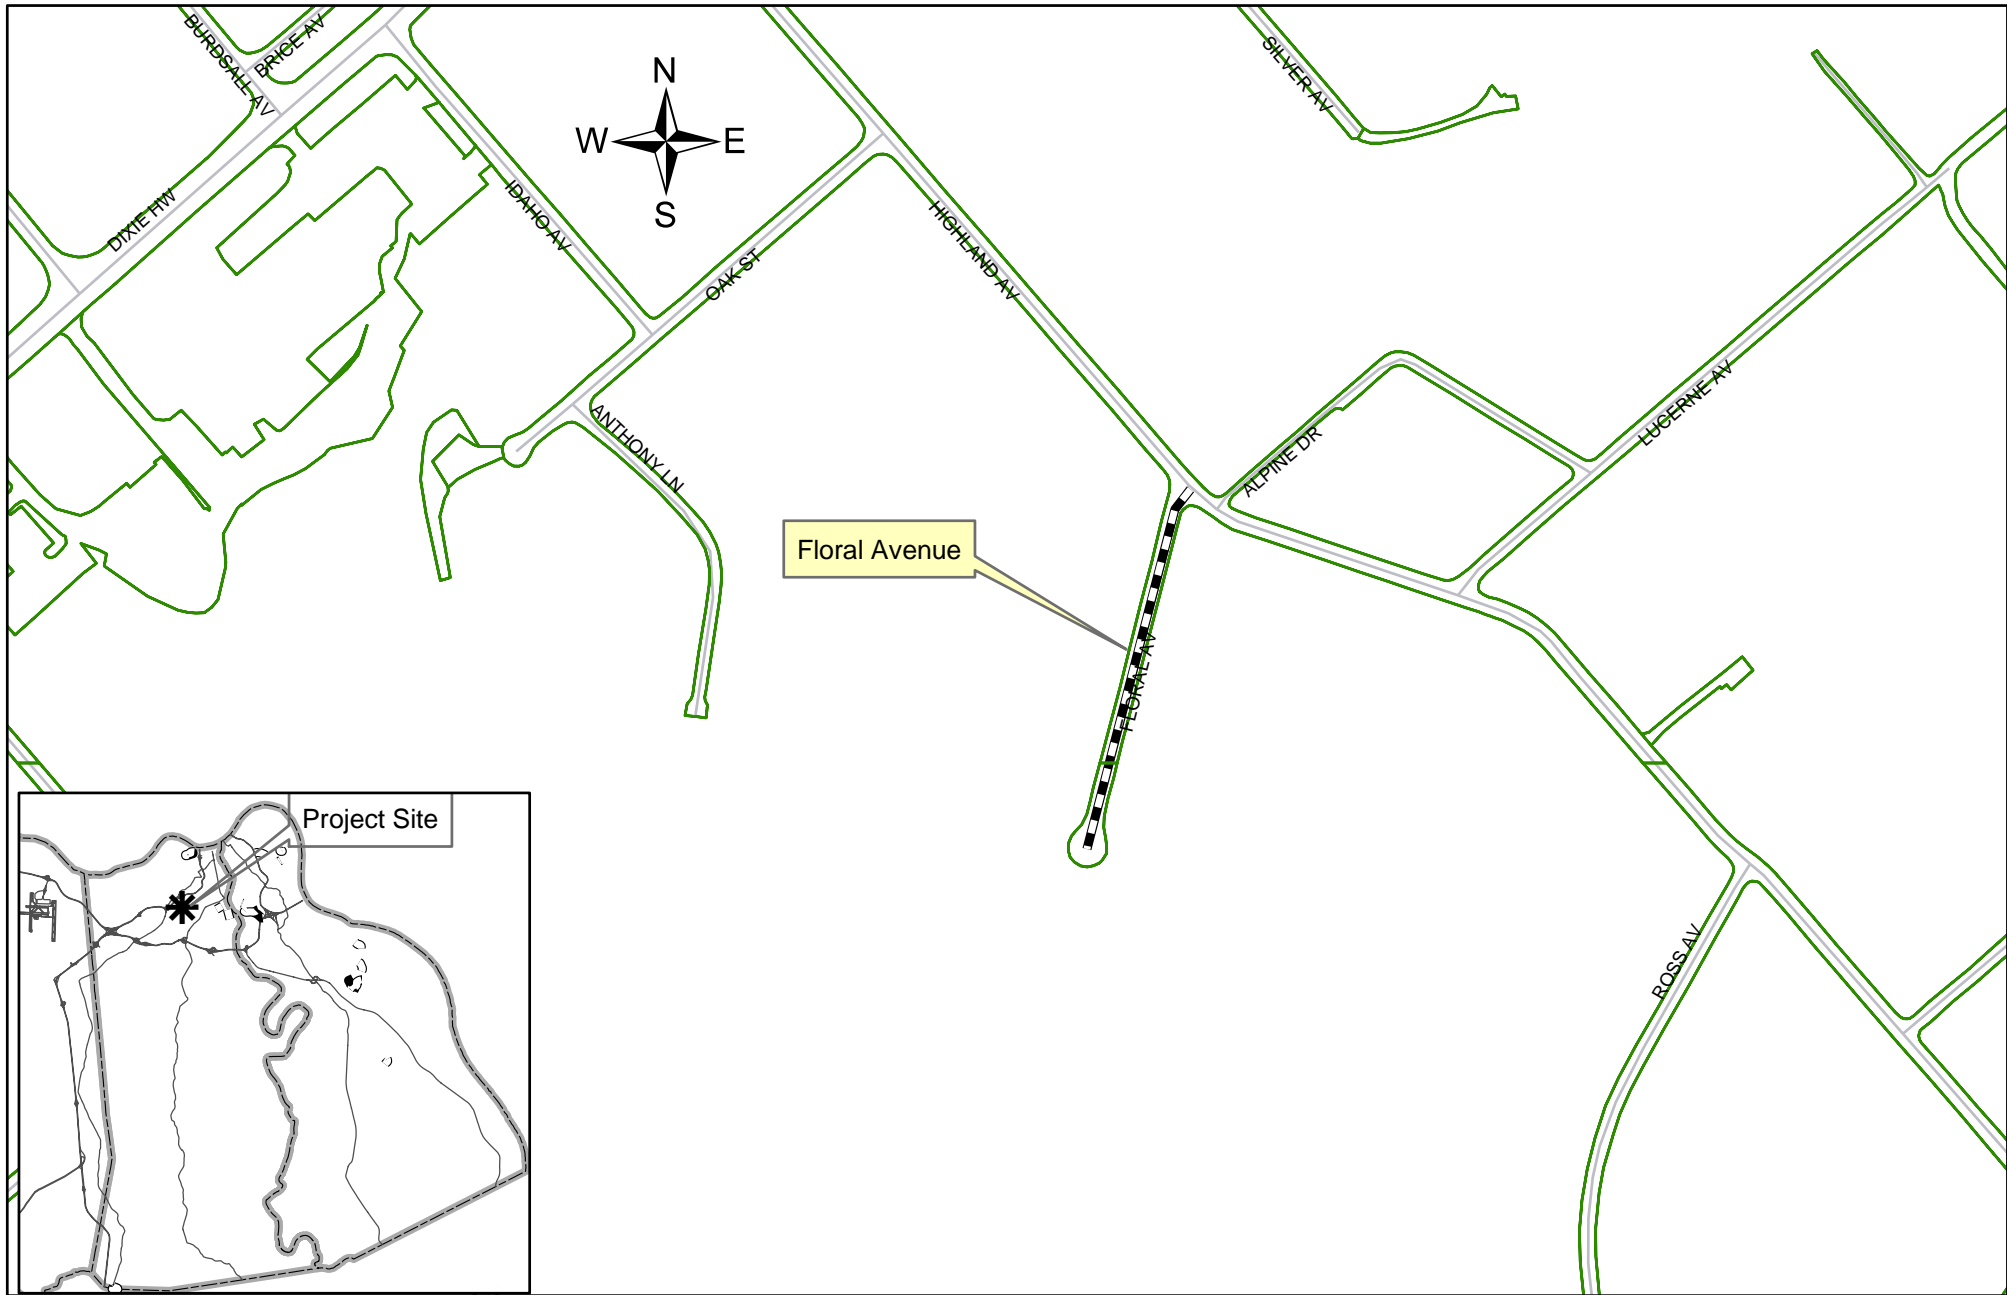 BURDSALL AV
BRICE AV
SILVER AV
N
W
E
S
DIXIE HW
IDAHO AV
OAK ST
HIGHLAND AV
ANTHONY LN
ALPINE DR
LUCERNE AV
Floral Avenue
FLORAL AV
Project Site
ROSS AV